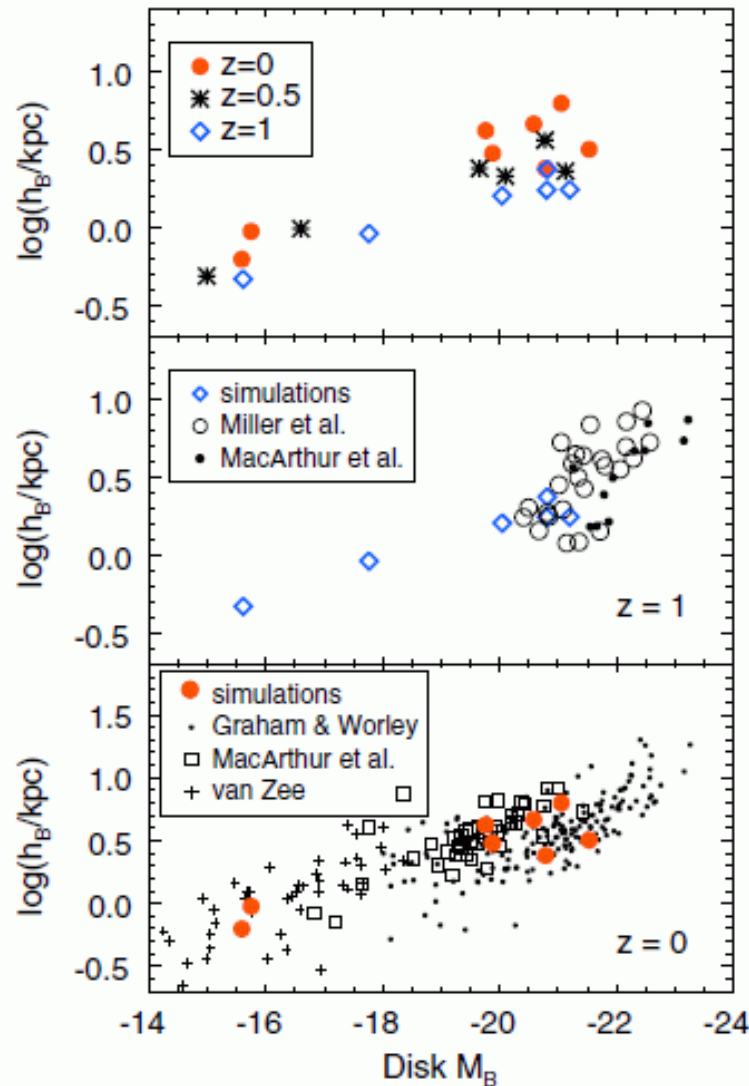 1.0
0.5
0.0
-0.5
log(h_B/kpc)
z=0
z=0.5
z=1
1.0
0.5
0.0
-0.5
log(h_B/kpc)
simulations
Miller et al.
MacArthur et al.
z = 1
1.5
1.0
0.5
0.0
-0.5
log(h_B/kpc)
simulations
Graham & Worley
MacArthur et al.
van Zee
z = 0
-14 -16 -18 -20 -22 -24
Disk M_B